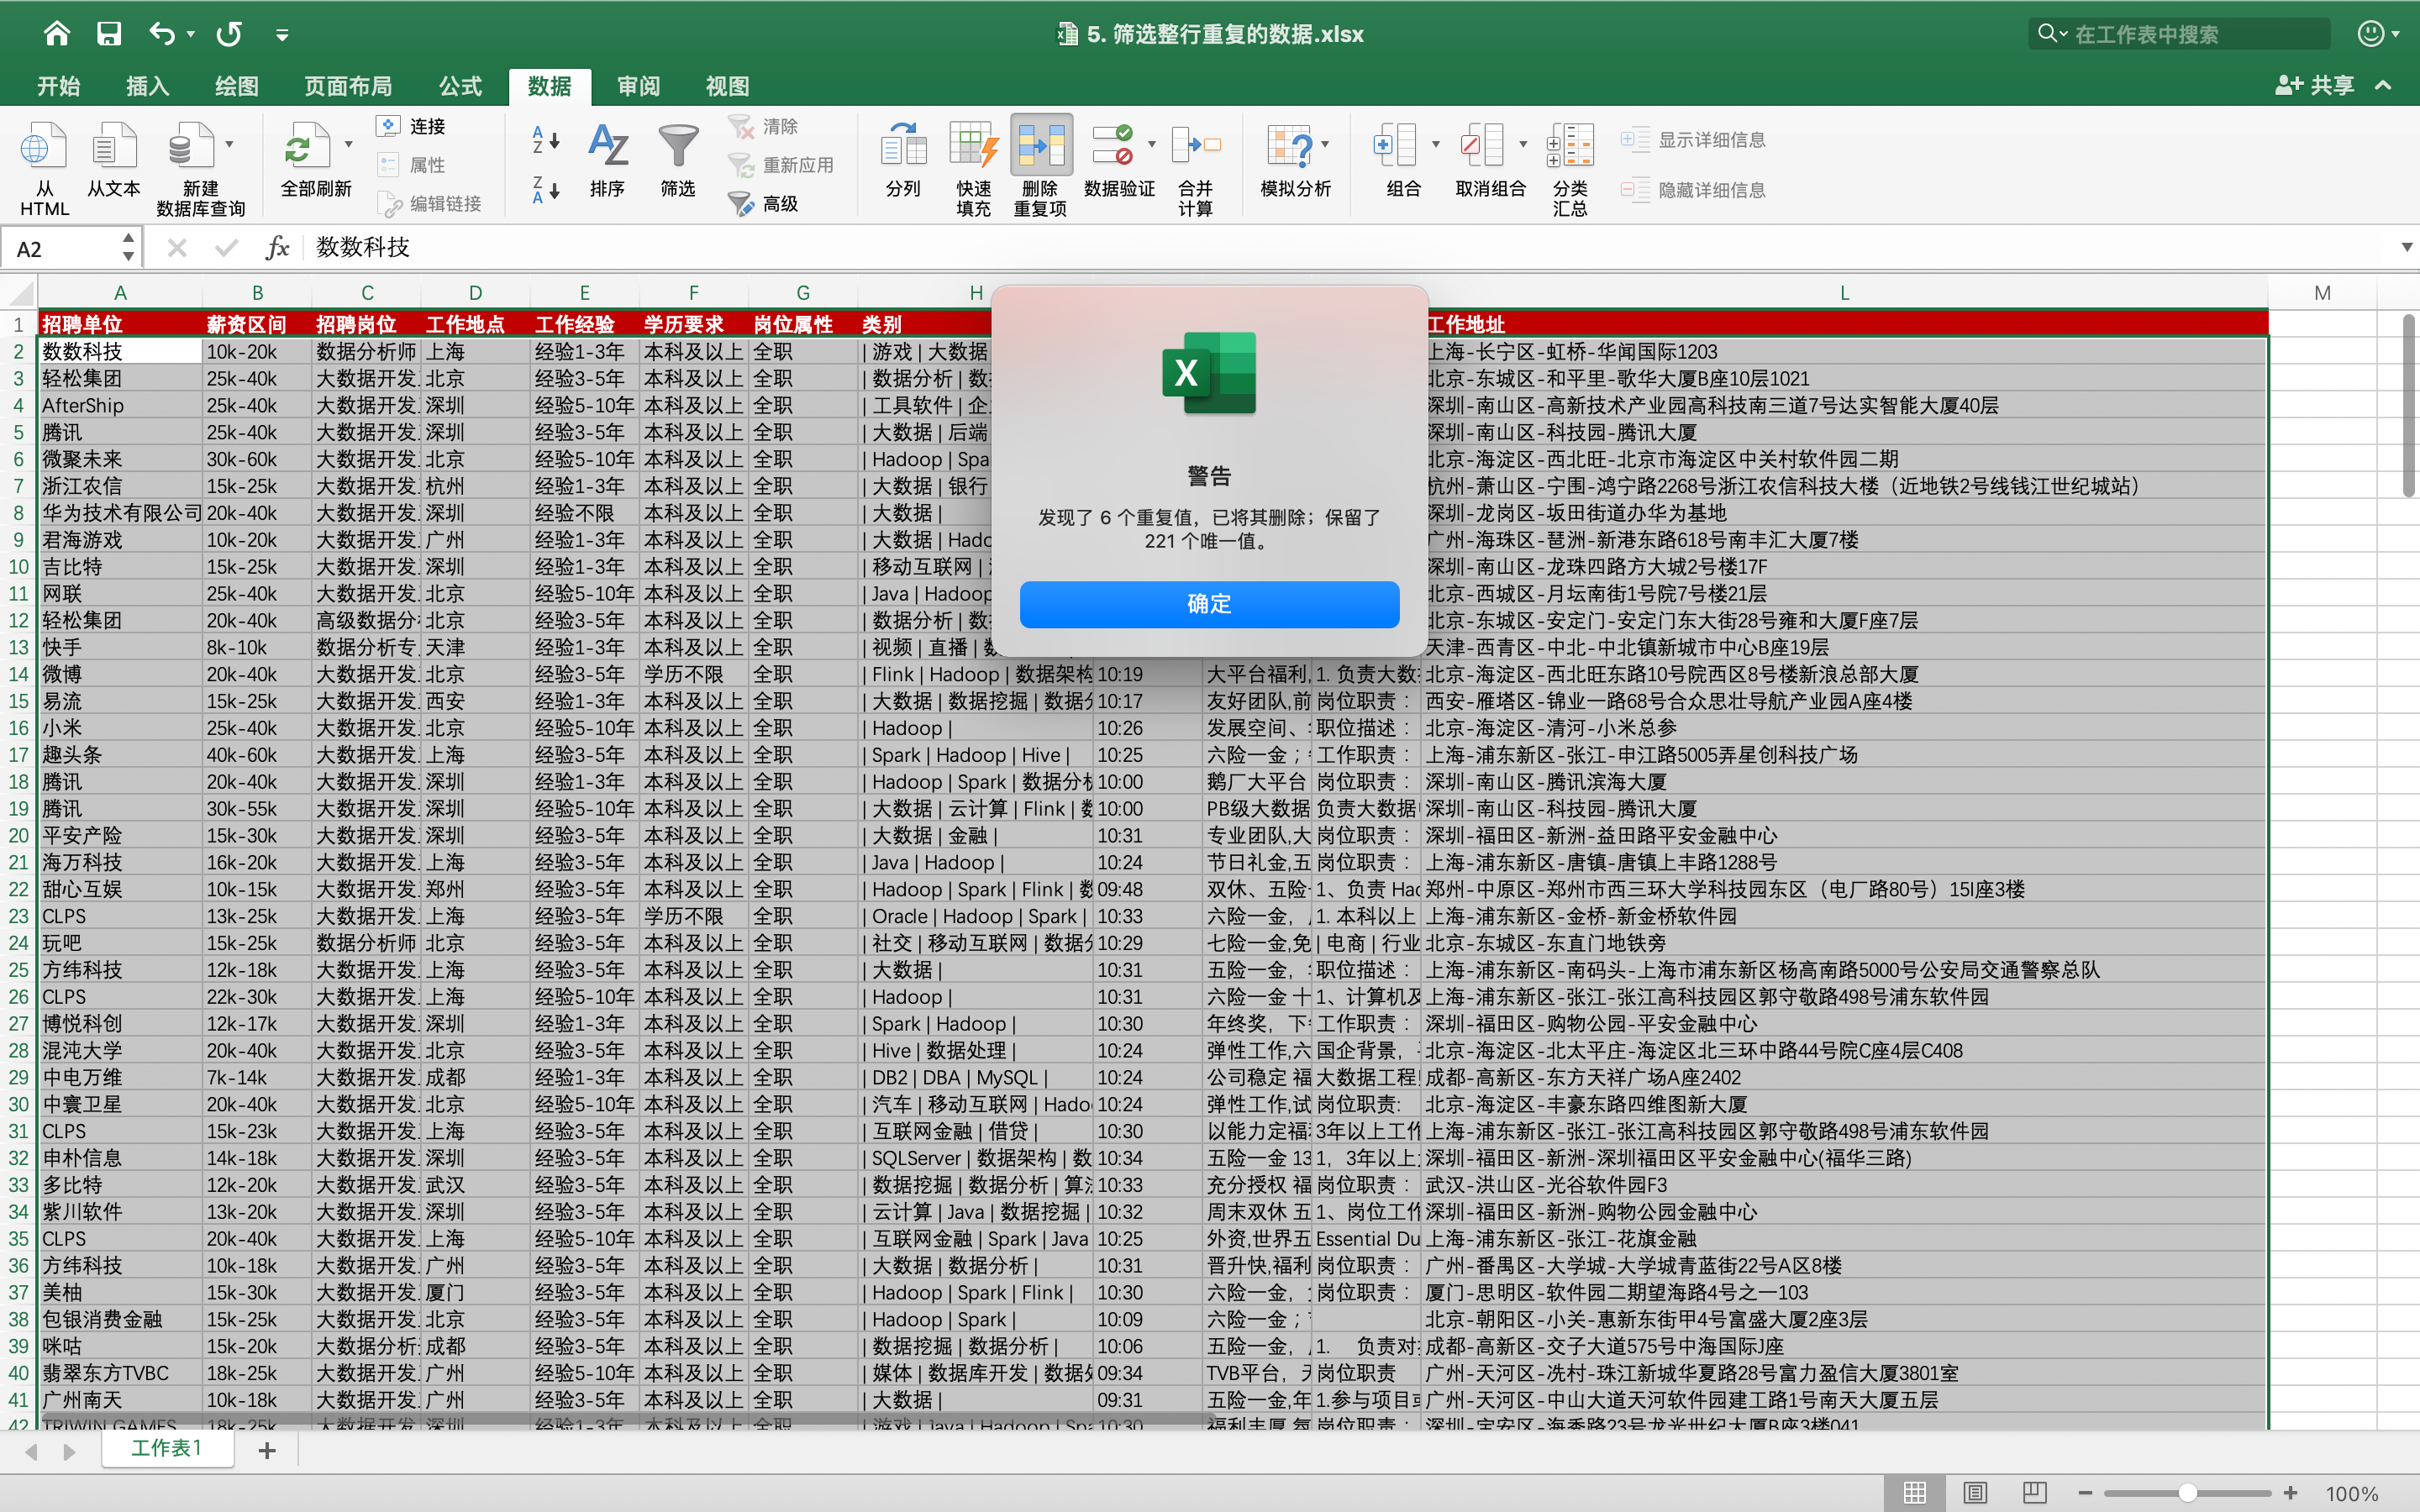 5. 筛选整行重复的数据.xlsx
在工作表中搜索
开始 插入 绘图 页面布局 公式 数据 审阅 视图 共享
从 HTML 从文本 新建 数据库查询 全部刷新 连接 属性 编辑链接 排序 筛选 清除 重新应用 高级 分列 快速填充 删除重复项 数据验证 合并计算 模拟分析 组合 取消组合 分类汇总 显示详细信息 隐藏详细信息
A2 fx 数数科技
A B C D E F G H L M
1 招聘单位 薪资区间 招聘岗位 工作地点 工作经验 学历要求 岗位属性 类别 工作地址
2 数数科技 10k-20k 数据分析师 上海 经验1-3年 本科及以上 全职 | 游戏 | 大数据 上海-长宁区-虹桥-华闻国际1203
3 轻松集团 25k-40k 大数据开发 北京 经验3-5年 本科及以上 全职 | 数据分析 | 数 北京-东城区-和平里-歌华大厦B座10层1021
4 AfterShip 25k-40k 大数据开发 深圳 经验5-10年 本科及以上 全职 | 工具软件 | 企 深圳-南山区-高新技术产业园高科技南三道7号达实智能大厦40层
5 腾讯 25k-40k 大数据开发 深圳 经验3-5年 本科及以上 全职 | 大数据 | 后端 深圳-南山区-科技园-腾讯大厦
6 微聚未来 30k-60k 大数据开发 北京 经验5-10年 本科及以上 全职 | Hadoop | Spa 北京-海淀区-西北旺-北京市海淀区中关村软件园二期
7 浙江农信 15k-25k 大数据开发 杭州 经验1-3年 本科及以上 全职 | 大数据 | 银行 杭州-萧山区-宁围-鸿宁路2268号浙江农信科技大楼（近地铁2号线钱江世纪城站）
8 华为技术有限公司 20k-40k 大数据开发 深圳 经验不限 本科及以上 全职 | 大数据 | 深圳-龙岗区-坂田街道办华为基地
9 君海游戏 10k-20k 大数据开发 广州 经验1-3年 本科及以上 全职 | 大数据 | Hado 广州-海珠区-琶洲-新港东路618号南丰汇大厦7楼
10 吉比特 15k-25k 大数据开发 深圳 经验1-3年 本科及以上 全职 | 移动互联网 | 深圳-南山区-龙珠四路方大城2号楼17F
11 网联 25k-40k 大数据开发 北京 经验5-10年 本科及以上 全职 | Java | Hadoop 北京-西城区-月坛南街1号院7号楼21层
12 轻松集团 20k-40k 高级数据分 北京 经验3-5年 本科及以上 全职 | 数据分析 | 数 北京-东城区-安定门-安定门东大街28号雍和大厦F座7层
13 快手 8k-10k 数据分析专 天津 经验1-3年 本科及以上 全职 | 视频 | 直播 | 数 天津-西青区-中北-中北镇新城市中心B座19层
警告
发现了 6 个重复值，已将其删除；保留了
221 个唯一值。
确定
14 微博 20k-40k 大数据开发 北京 经验3-5年 学历不限 全职 | Flink | Hadoop | 数据架构 10:19 大平台福利, 1. 负责大数 北京-海淀区-西北旺东路10号院西区8号楼新浪总部大厦
15 易流 15k-25k 大数据开发 西安 经验1-3年 本科及以上 全职 | 大数据 | 数据挖掘 | 数据分 10:17 友好团队,前 岗位职责： 西安-雁塔区-锦业一路68号合众思壮导航产业园A座4楼
16 小米 25k-40k 大数据开发 北京 经验5-10年 本科及以上 全职 | Hadoop | 10:26 发展空间、 职位描述： 北京-海淀区-清河-小米总参
17 趣头条 40k-60k 大数据开发 上海 经验3-5年 本科及以上 全职 | Spark | Hadoop | Hive | 10:25 六险一金； 工作职责： 上海-浦东新区-张江-申江路5005弄星创科技广场
18 腾讯 20k-40k 大数据开发 深圳 经验1-3年 本科及以上 全职 | Hadoop | Spark | 数据分析 10:00 鹅厂大平台 岗位职责： 深圳-南山区-腾讯滨海大厦
19 腾讯 30k-55k 大数据开发 深圳 经验5-10年 本科及以上 全职 | 大数据 | 云计算 | Flink | 数 10:00 PB级大数据 负责大数据 深圳-南山区-科技园-腾讯大厦
20 平安产险 15k-30k 大数据开发 深圳 经验3-5年 本科及以上 全职 | 大数据 | 金融 | 10:31 专业团队,大 岗位职责： 深圳-福田区-新洲-益田路平安金融中心
21 海万科技 16k-20k 大数据开发 上海 经验3-5年 本科及以上 全职 | Java | Hadoop | 10:24 节日礼金,五 岗位职责： 上海-浦东新区-唐镇-唐镇上丰路1288号
22 甜心互娱 10k-15k 大数据开发 郑州 经验3-5年 本科及以上 全职 | Hadoop | Spark | Flink | 数 09:48 双休、五险 1、负责 Had 郑州-中原区-郑州市西三环大学科技园东区（电厂路80号）15I座3楼
23 CLPS 13k-25k 大数据开发 上海 经验3-5年 学历不限 全职 | Oracle | Hadoop | Spark | 10:33 六险一金， 1. 本科以上 上海-浦东新区-金桥-新金桥软件园
24 玩吧 15k-25k 数据分析师 北京 经验3-5年 本科及以上 全职 | 社交 | 移动互联网 | 数据分 10:29 七险一金,免 | 电商 | 行业 北京-东城区-东直门地铁旁
25 方纬科技 12k-18k 大数据开发 上海 经验3-5年 本科及以上 全职 | 大数据 | 10:31 五险一金， 职位描述： 上海-浦东新区-南码头-上海市浦东新区杨高南路5000号公安局交通警察总队
26 CLPS 22k-30k 大数据开发 上海 经验5-10年 本科及以上 全职 | Hadoop | 10:31 六险一金 十 1、计算机及 上海-浦东新区-张江-张江高科技园区郭守敬路498号浦东软件园
27 博悦科创 12k-17k 大数据开发 深圳 经验1-3年 本科及以上 全职 | Spark | Hadoop | 10:30 年终奖，下 工作职责： 深圳-福田区-购物公园-平安金融中心
28 混沌大学 20k-40k 大数据开发 北京 经验3-5年 本科及以上 全职 | Hive | 数据处理 | 10:24 弹性工作,六 国企背景， 北京-海淀区-北太平庄-海淀区北三环中路44号院C座4层C408
29 中电万维 7k-14k 大数据开发 成都 经验1-3年 本科及以上 全职 | DB2 | DBA | MySQL | 10:24 公司稳定 福 大数据工程 成都-高新区-东方天祥广场A座2402
30 中寰卫星 20k-40k 大数据开发 北京 经验5-10年 本科及以上 全职 | 汽车 | 移动互联网 | Hado 10:24 弹性工作,试 岗位职责: 北京-海淀区-丰豪东路四维图新大厦
31 CLPS 15k-23k 大数据开发 上海 经验3-5年 本科及以上 全职 | 互联网金融 | 借贷 | 10:30 以能力定福 3年以上工作 上海-浦东新区-张江-张江高科技园区郭守敬路498号浦东软件园
32 申朴信息 14k-18k 大数据开发 深圳 经验3-5年 本科及以上 全职 | SQLServer | 数据架构 | 数 10:34 五险一金 13 1，3年以上 深圳-福田区-新洲-深圳福田区平安金融中心(福华三路)
33 多比特 12k-20k 大数据开发 武汉 经验3-5年 本科及以上 全职 | 数据挖掘 | 数据分析 | 算法 10:33 充分授权 福 岗位职责： 武汉-洪山区-光谷软件园F3
34 紫川软件 13k-20k 大数据开发 深圳 经验3-5年 本科及以上 全职 | 云计算 | Java | 数据挖掘 | 10:32 周末双休 五 1、岗位工作 深圳-福田区-新洲-购物公园金融中心
35 CLPS 20k-40k 大数据开发 上海 经验5-10年 本科及以上 全职 | 互联网金融 | Spark | Java 10:25 外资,世界五 Essential Du 上海-浦东新区-张江-花旗金融
36 方纬科技 10k-18k 大数据开发 广州 经验3-5年 本科及以上 全职 | 大数据 | 数据分析 | 10:31 晋升快,福利 岗位职责： 广州-番禺区-大学城-大学城青蓝街22号A区8楼
37 美柚 15k-30k 大数据开发 厦门 经验3-5年 本科及以上 全职 | Hadoop | Spark | Flink | 10:30 六险一金， 岗位职责： 厦门-思明区-软件园二期望海路4号之一103
38 包银消费金融 15k-25k 大数据开发 北京 经验3-5年 本科及以上 全职 | Hadoop | Spark | 10:09 六险一金； 北京-朝阳区-小关-惠新东街甲4号富盛大厦2座3层
39 咪咕 15k-20k 大数据分析 成都 经验3-5年 本科及以上 全职 | 数据挖掘 | 数据分析 | 10:06 五险一金， 1. 负责对 成都-高新区-交子大道575号中海国际J座
40 翡翠东方TVBC 18k-25k 大数据开发 广州 经验5-10年 本科及以上 全职 | 媒体 | 数据库开发 | 数据处 09:34 TVB平台， 岗位职责 广州-天河区-冼村-珠江新城华夏路28号富力盈信大厦3801室
41 广州南天 10k-18k 大数据开发 广州 经验3-5年 本科及以上 全职 | 大数据 | 09:31 五险一金,年 1.参与项目 广州-天河区-中山大道天河软件园建工路1号南天大厦五层
42 TRIWIN GAMES 18k-25k 大数据开发 深圳 经验1-3年 本科及以上 全职 | 游戏 | Java | Hadoop | Spa 10:30 福利丰厚 岗位职责： 深圳-宝安区-海秀路23号龙光世纪大厦B座3楼041
工作表1
100%